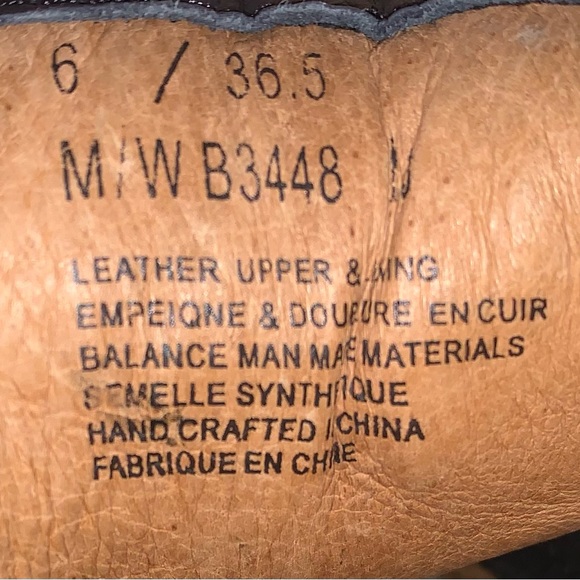 6 / 36.5
M/W B3448 M
LEATHER UPPER &
EMPEIQNE & DOUBLURE EN CUIR
BALANCE MAN MADE MATERIALS
SEMELLE SYNTHETIQUE
HAND CRAFTED IN CHINA
FABRIQUE EN CHINE